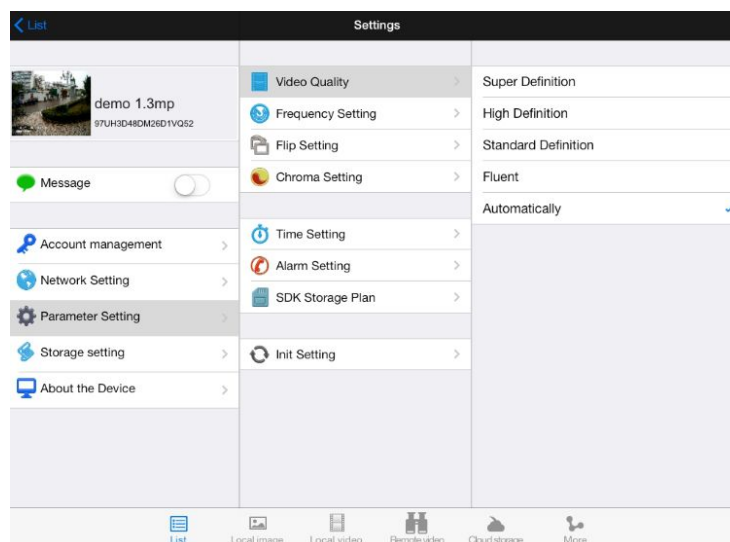 List
Settings
demo 1.3mp
97UH3D48DM26D1VQ52
Message
Account management
Network Setting
Parameter Setting
Storage setting
About the Device
Video Quality
Frequency Setting
Flip Setting
Chroma Setting
Time Setting
Alarm Setting
SDK Storage Plan
Init Setting
Super Definition
High Definition
Standard Definition
Fluent
Automatically
List
Local image
Local video
Remote video
Cloud storage
More